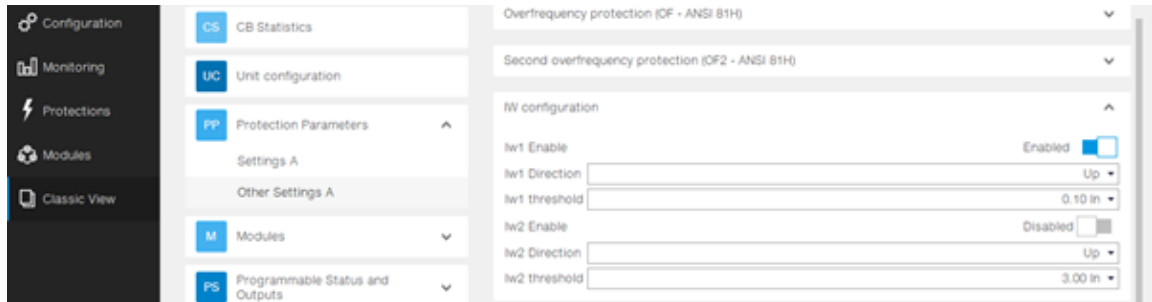 Configuration
Monitoring
Protections
Modules
Classic View
CS CB Statistics
UC Unit configuration
PP Protection Parameters
Settings A
Other Settings A
M Modules
PS Programmable Status and
Outputs
Overfrequency protection (OF - ANSI 81H)
Second overfrequency protection (OF2 - ANSI 81H)
IW configuration
Iw1 Enable Enabled
Iw1 Direction Up
Iw1 threshold 0.10 In
Iw2 Enable Disabled
Iw2 Direction Up
Iw2 threshold 3.00 In